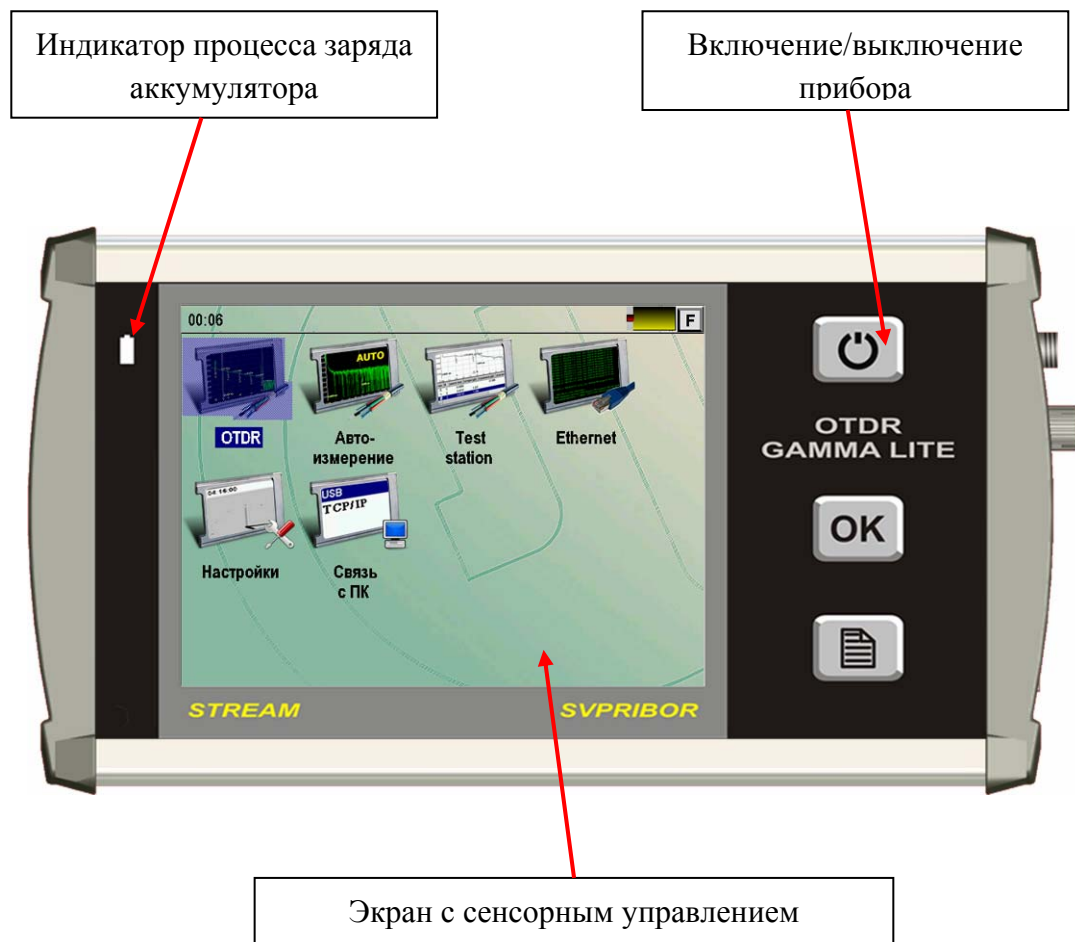 Индикатор процесса заряда
аккумулятора
Включение/выключение
прибора
00:06
F
AUTO
OTDR
Авто-
измерение
Test
station
Ethernet
04:16:00
USB
TCP/IP
Настройки
Связь
с ПК
OTDR
GAMMA LITE
OK
STREAM
SVPRIBOR
Экран с сенсорным управлением